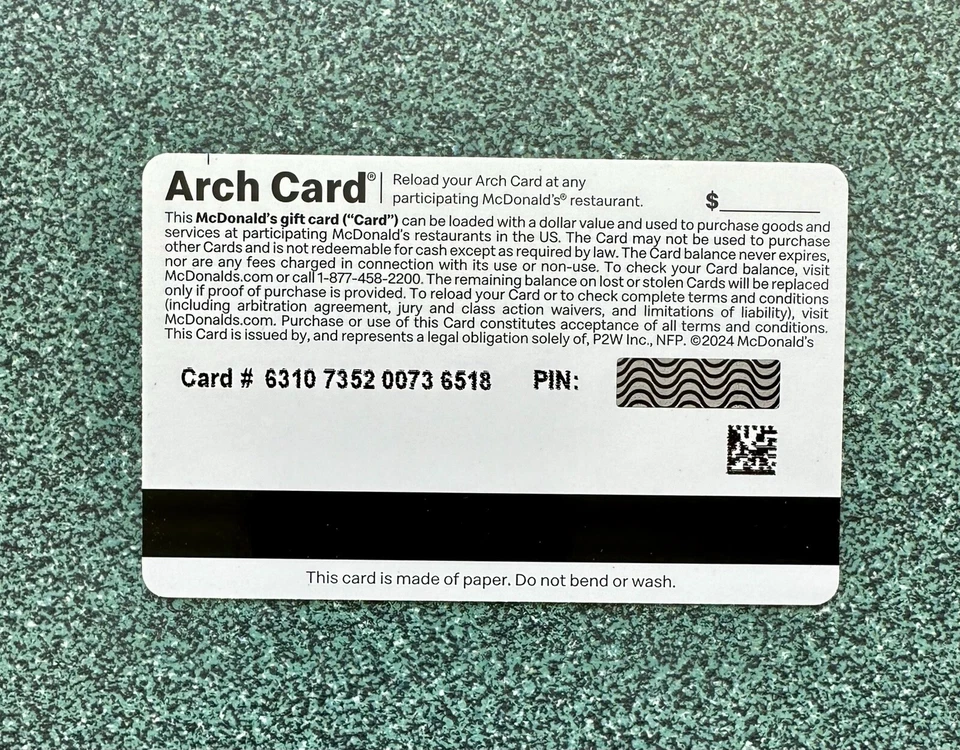 Arch Card® | Reload your Arch Card at any
participating McDonald's® restaurant.
$__________
This McDonald's gift card (“Card”) can be loaded with a dollar value and used to purchase goods and
services at participating McDonald's restaurants in the US. The Card may not be used to purchase
other Cards and is not redeemable for cash except as required by law. The Card balance never expires,
nor are any fees charged in connection with its use or non-use. To check your Card balance, visit
McDonalds.com or call 1-877-458-2200. The remaining balance on lost or stolen Cards will be replaced
only if proof of purchase is provided. To reload your Card or to check complete terms and conditions
(including arbitration agreement, jury and class action waivers, and limitations of liability), visit
McDonalds.com. Purchase or use of this Card constitutes acceptance of all terms and conditions.
This Card is issued by, and represents a legal obligation solely of, P2W Inc., NFP. ©2024 McDonald's
Card # 6310 7352 0073 6518 PIN:
This card is made of paper. Do not bend or wash.